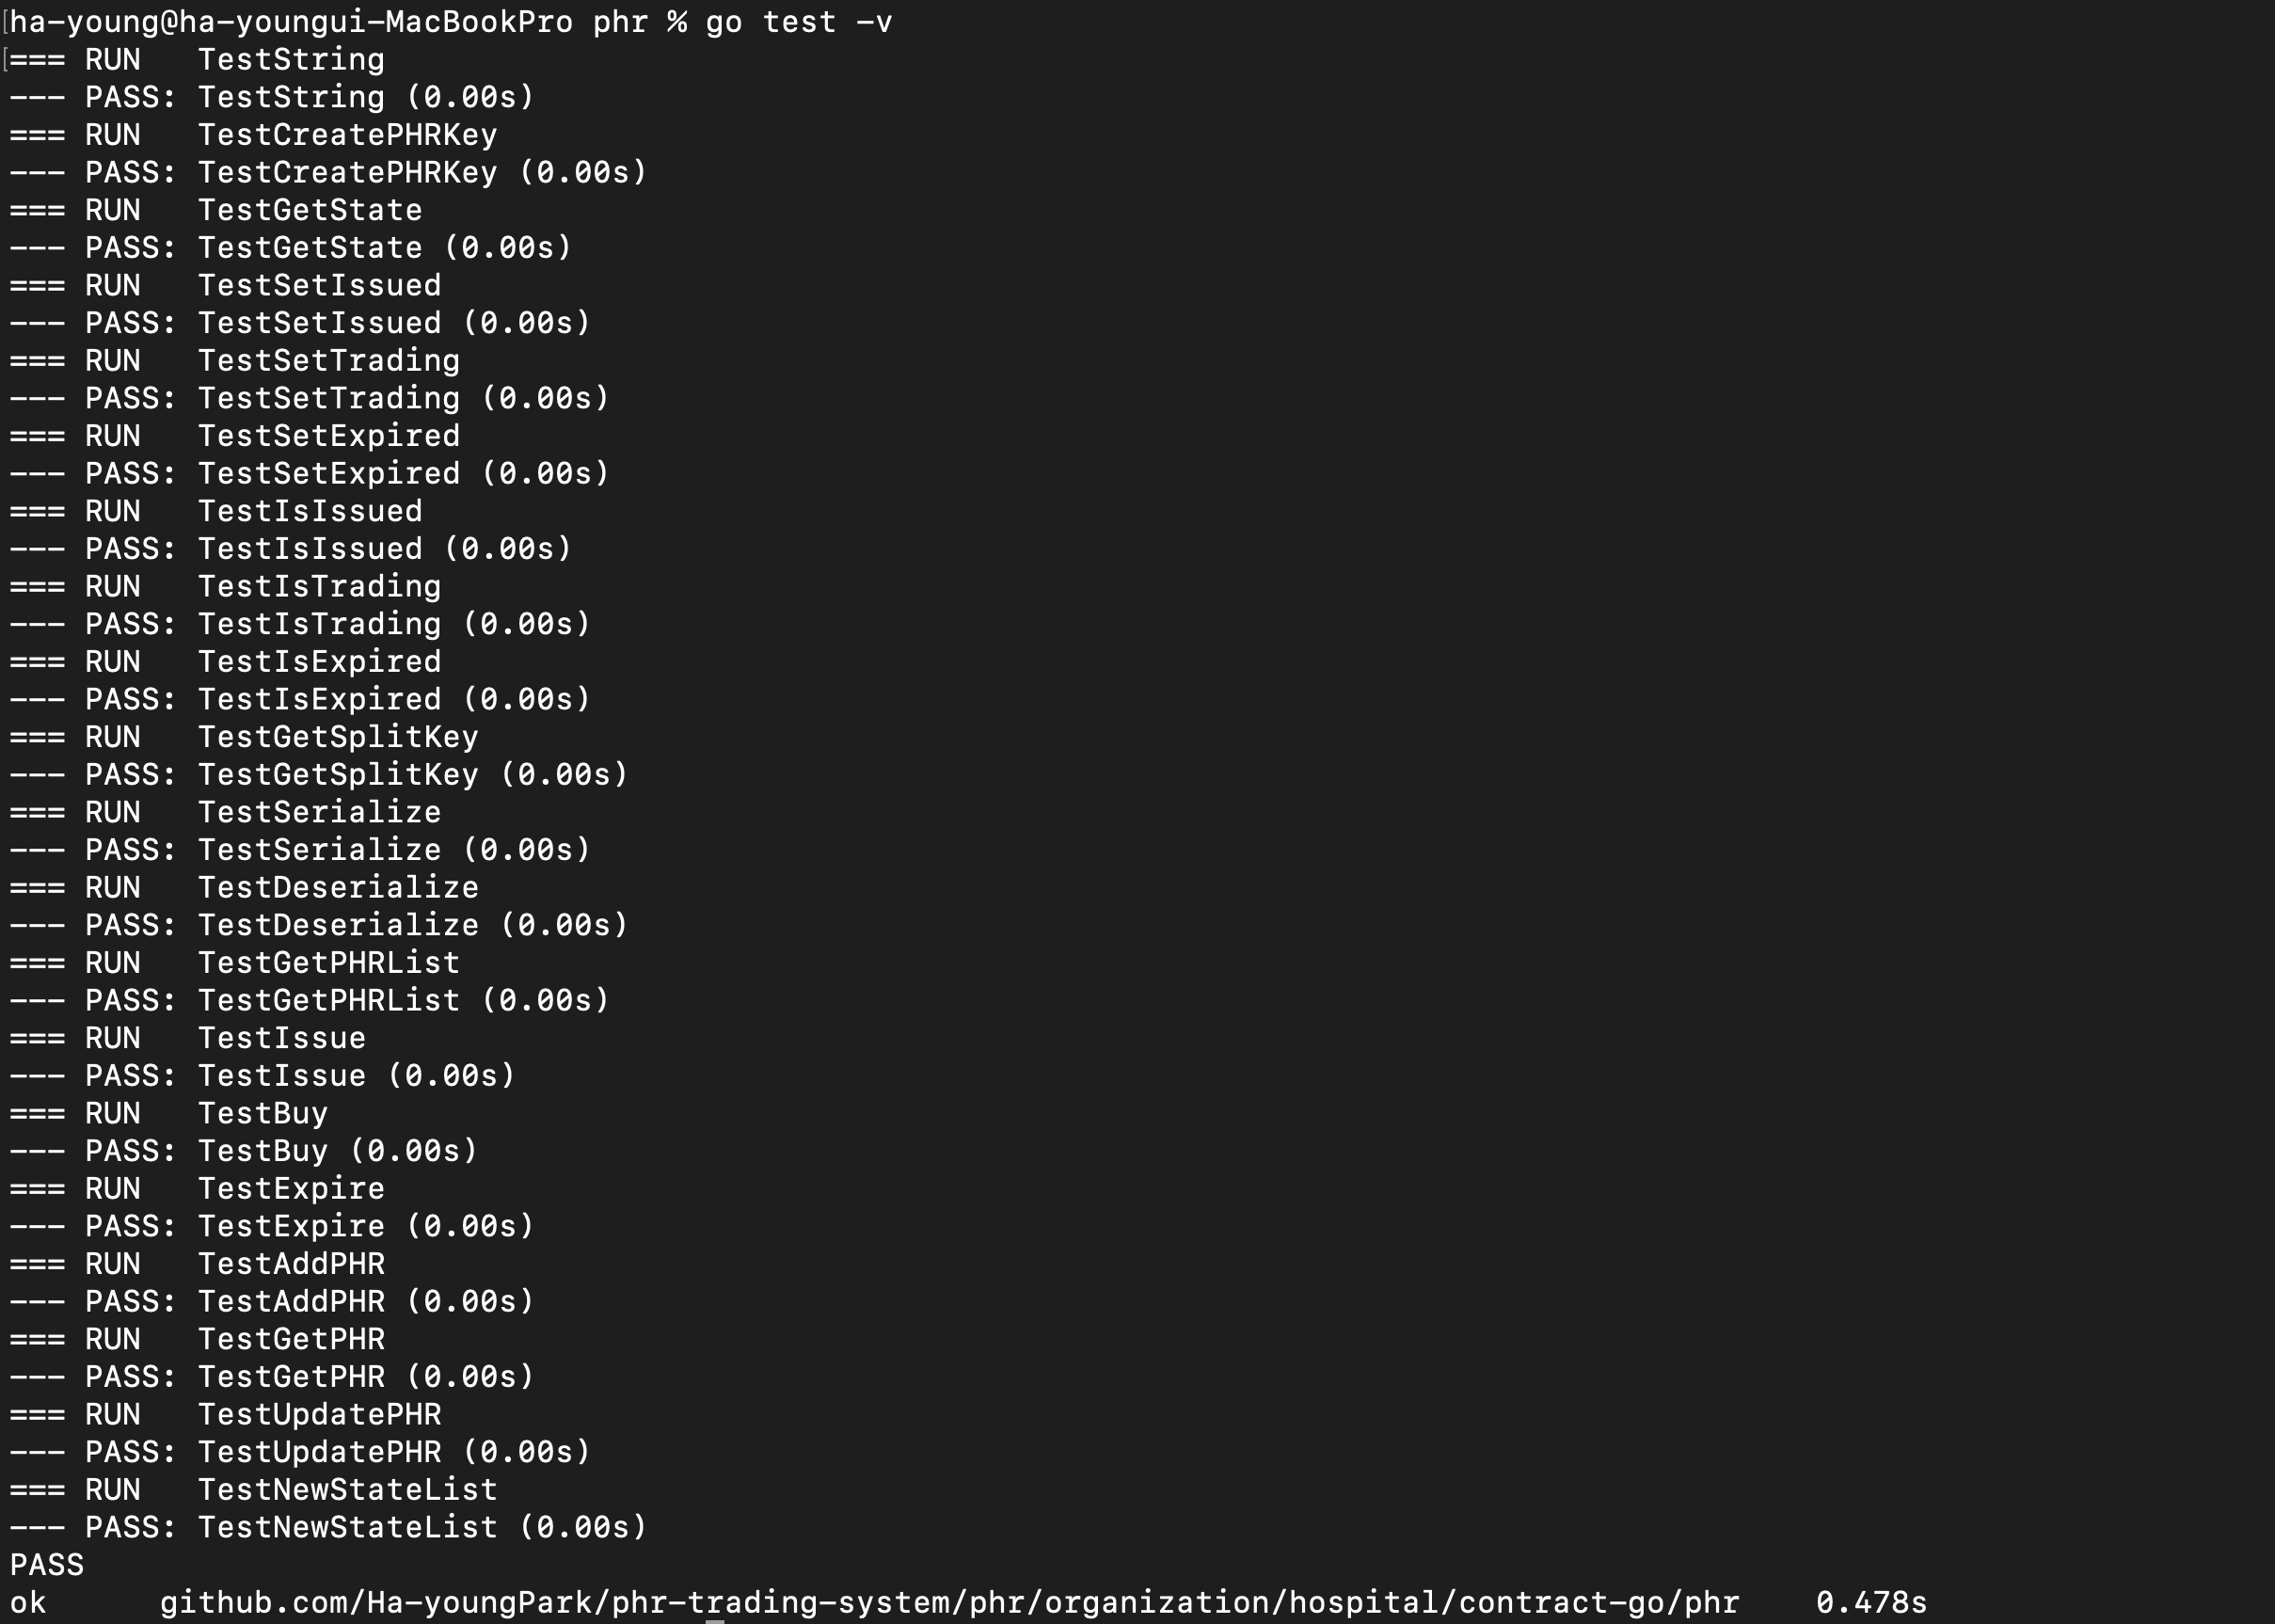 ha-young@ha-youngui-MacBookPro phr % go test -v
=== RUN   TestString
--- PASS: TestString (0.00s)
=== RUN   TestCreatePHRKey
--- PASS: TestCreatePHRKey (0.00s)
=== RUN   TestGetState
--- PASS: TestGetState (0.00s)
=== RUN   TestSetIssued
--- PASS: TestSetIssued (0.00s)
=== RUN   TestSetTrading
--- PASS: TestSetTrading (0.00s)
=== RUN   TestSetExpired
--- PASS: TestSetExpired (0.00s)
=== RUN   TestIsIssued
--- PASS: TestIsIssued (0.00s)
=== RUN   TestIsTrading
--- PASS: TestIsTrading (0.00s)
=== RUN   TestIsExpired
--- PASS: TestIsExpired (0.00s)
=== RUN   TestGetSplitKey
--- PASS: TestGetSplitKey (0.00s)
=== RUN   TestSerialize
--- PASS: TestSerialize (0.00s)
=== RUN   TestDeserialize
--- PASS: TestDeserialize (0.00s)
=== RUN   TestGetPHRList
--- PASS: TestGetPHRList (0.00s)
=== RUN   TestIssue
--- PASS: TestIssue (0.00s)
=== RUN   TestBuy
--- PASS: TestBuy (0.00s)
=== RUN   TestExpire
--- PASS: TestExpire (0.00s)
=== RUN   TestAddPHR
--- PASS: TestAddPHR (0.00s)
=== RUN   TestGetPHR
--- PASS: TestGetPHR (0.00s)
=== RUN   TestUpdatePHR
--- PASS: TestUpdatePHR (0.00s)
=== RUN   TestNewStateList
--- PASS: TestNewStateList (0.00s)
PASS
ok      github.com/Ha-youngPark/phr-trading-system/phr/organization/hospital/contract-go/phr    0.478s